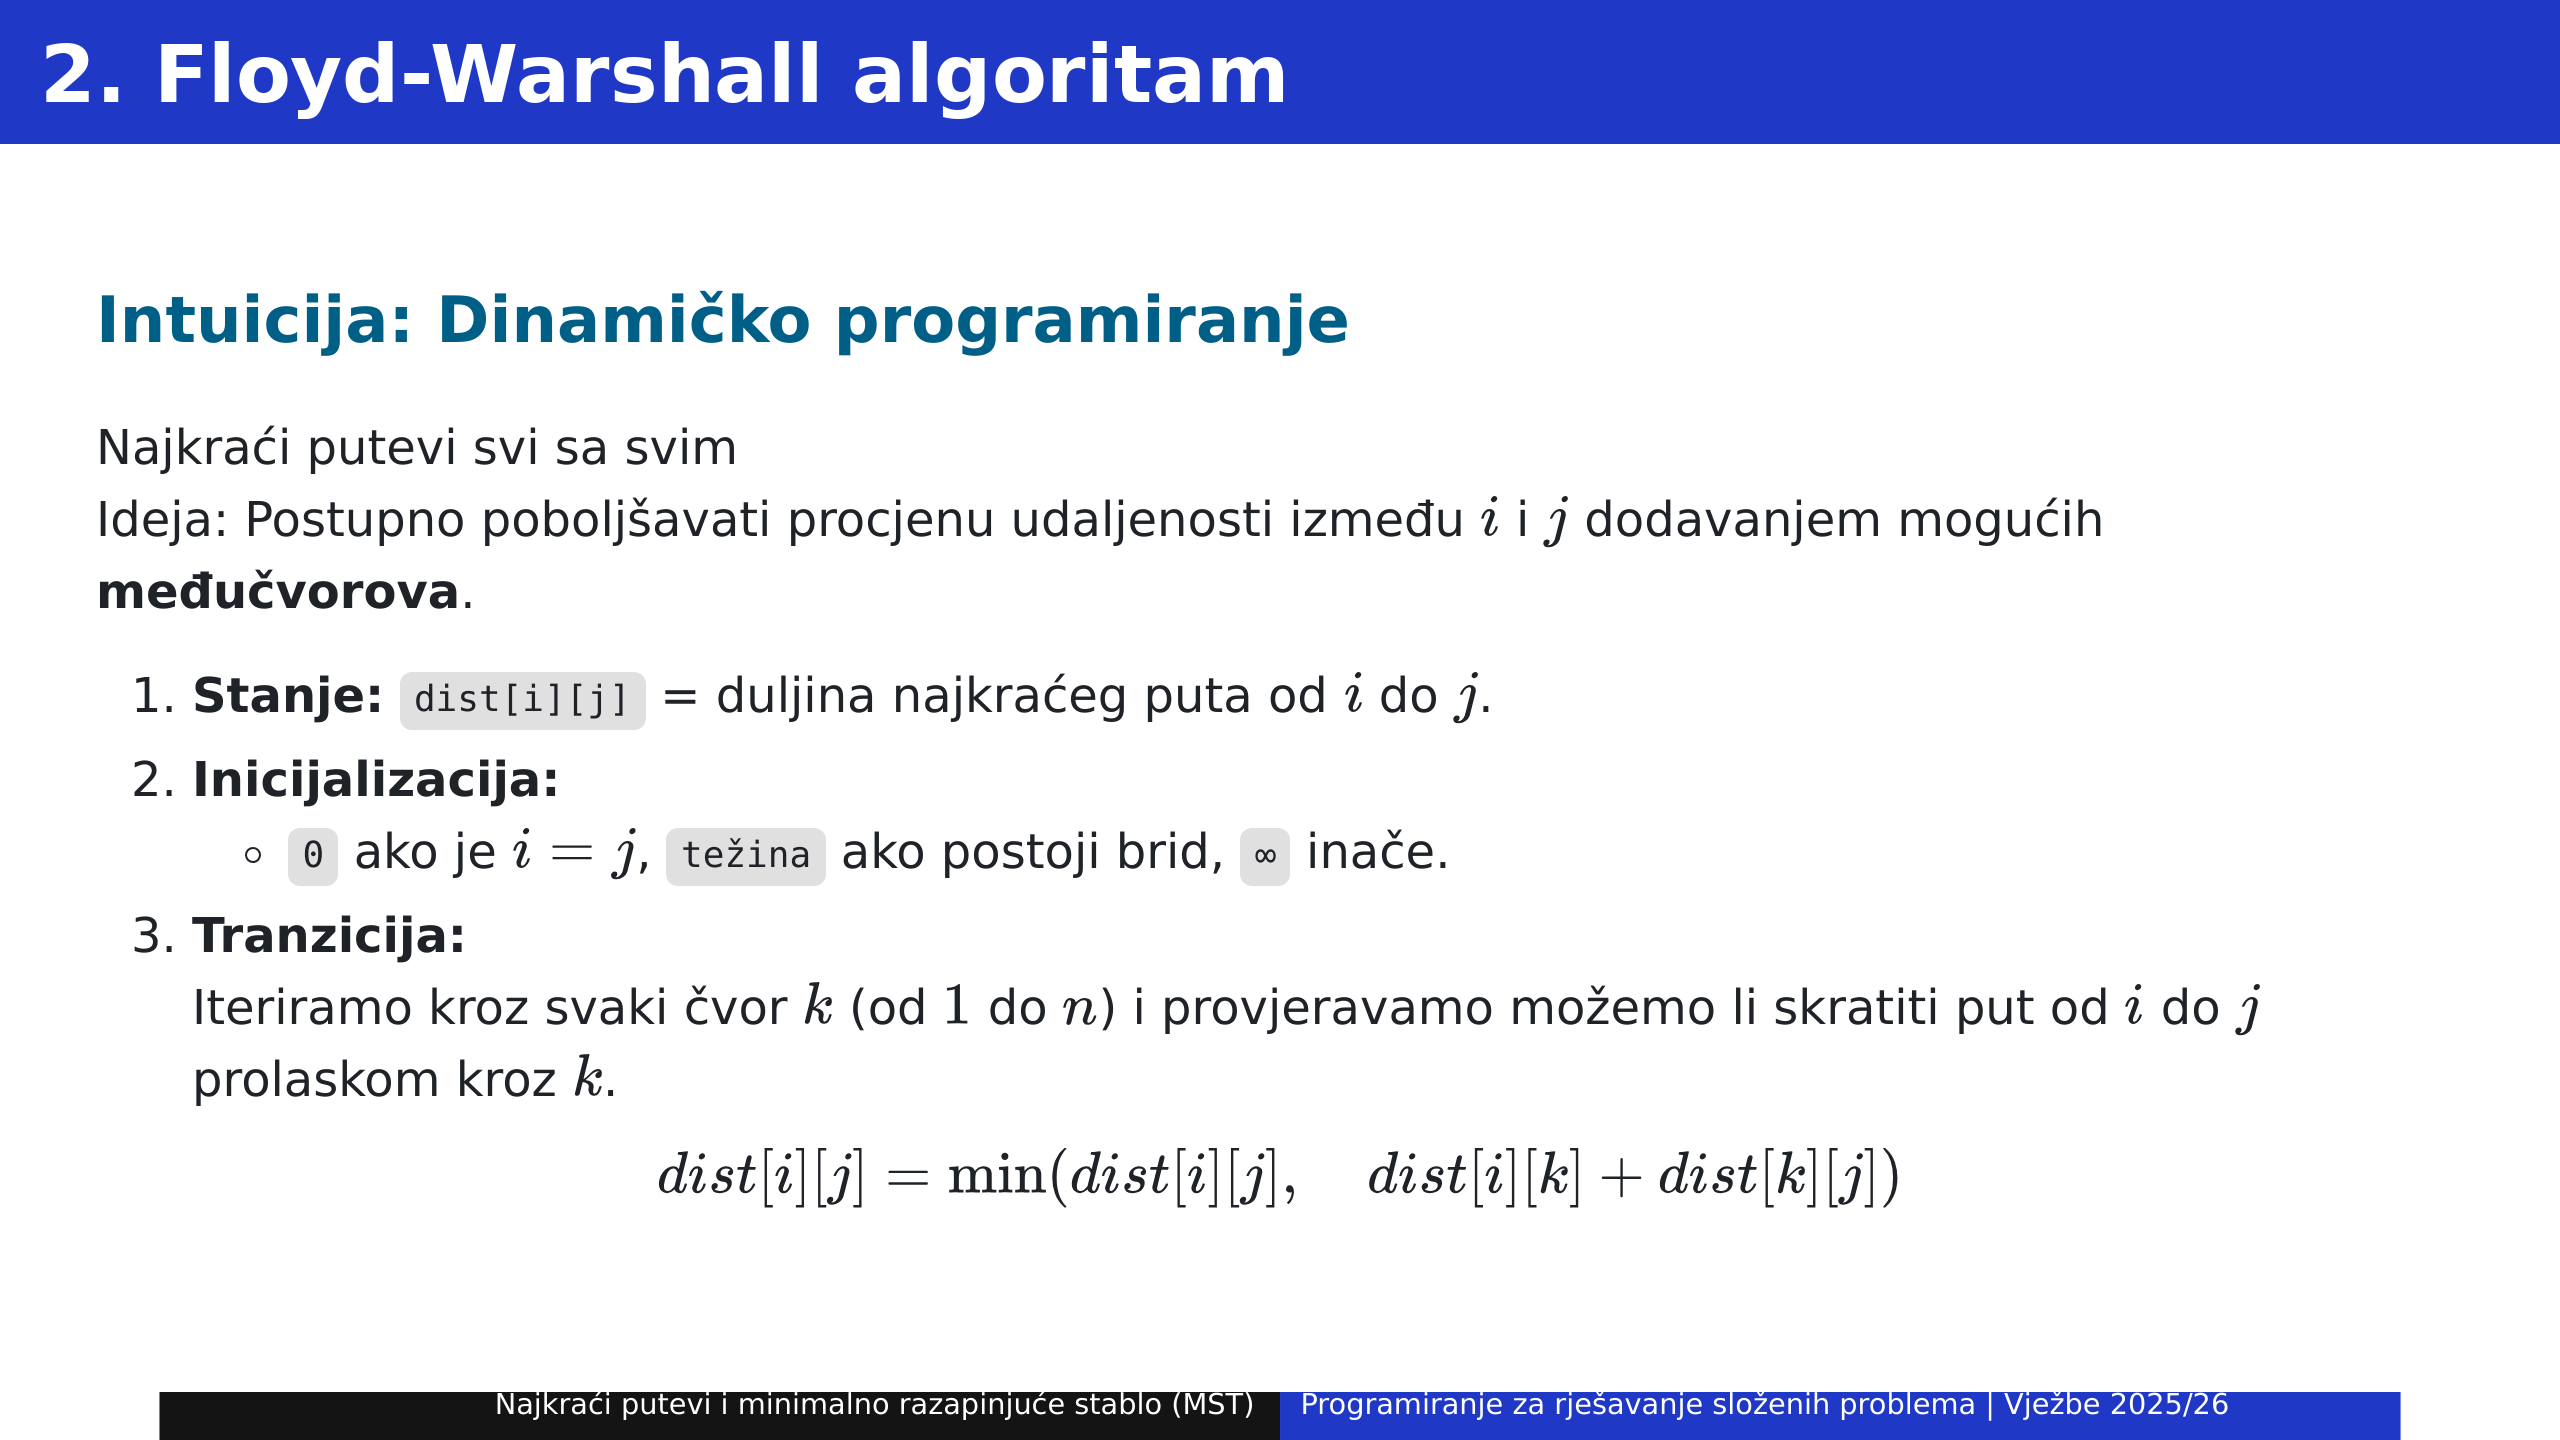 2. Floyd-Warshall algoritam
Intuicija: Dinamičko programiranje
Najkraći putevi svi sa svim
Ideja: Postupno poboljšavati procjenu udaljenosti između i i j dodavanjem mogućih
međučvorova.
1. Stanje: dist[i][j] = duljina najkraćeg puta od i do j.
2. Inicijalizacija:
◦ 0 ako je i = j, težina ako postoji brid, ∞ inače.
3. Tranzicija:
Iteriramo kroz svaki čvor k (od 1 do n) i provjeravamo možemo li skratiti put od i do j
prolaskom kroz k.
dist[i][j] = min(dist[i][j], dist[i][k] + dist[k][j])
Najkraći putevi i minimalno razapinjuće stablo (MST) Programiranje za rješavanje složenih problema | Vježbe 2025/26